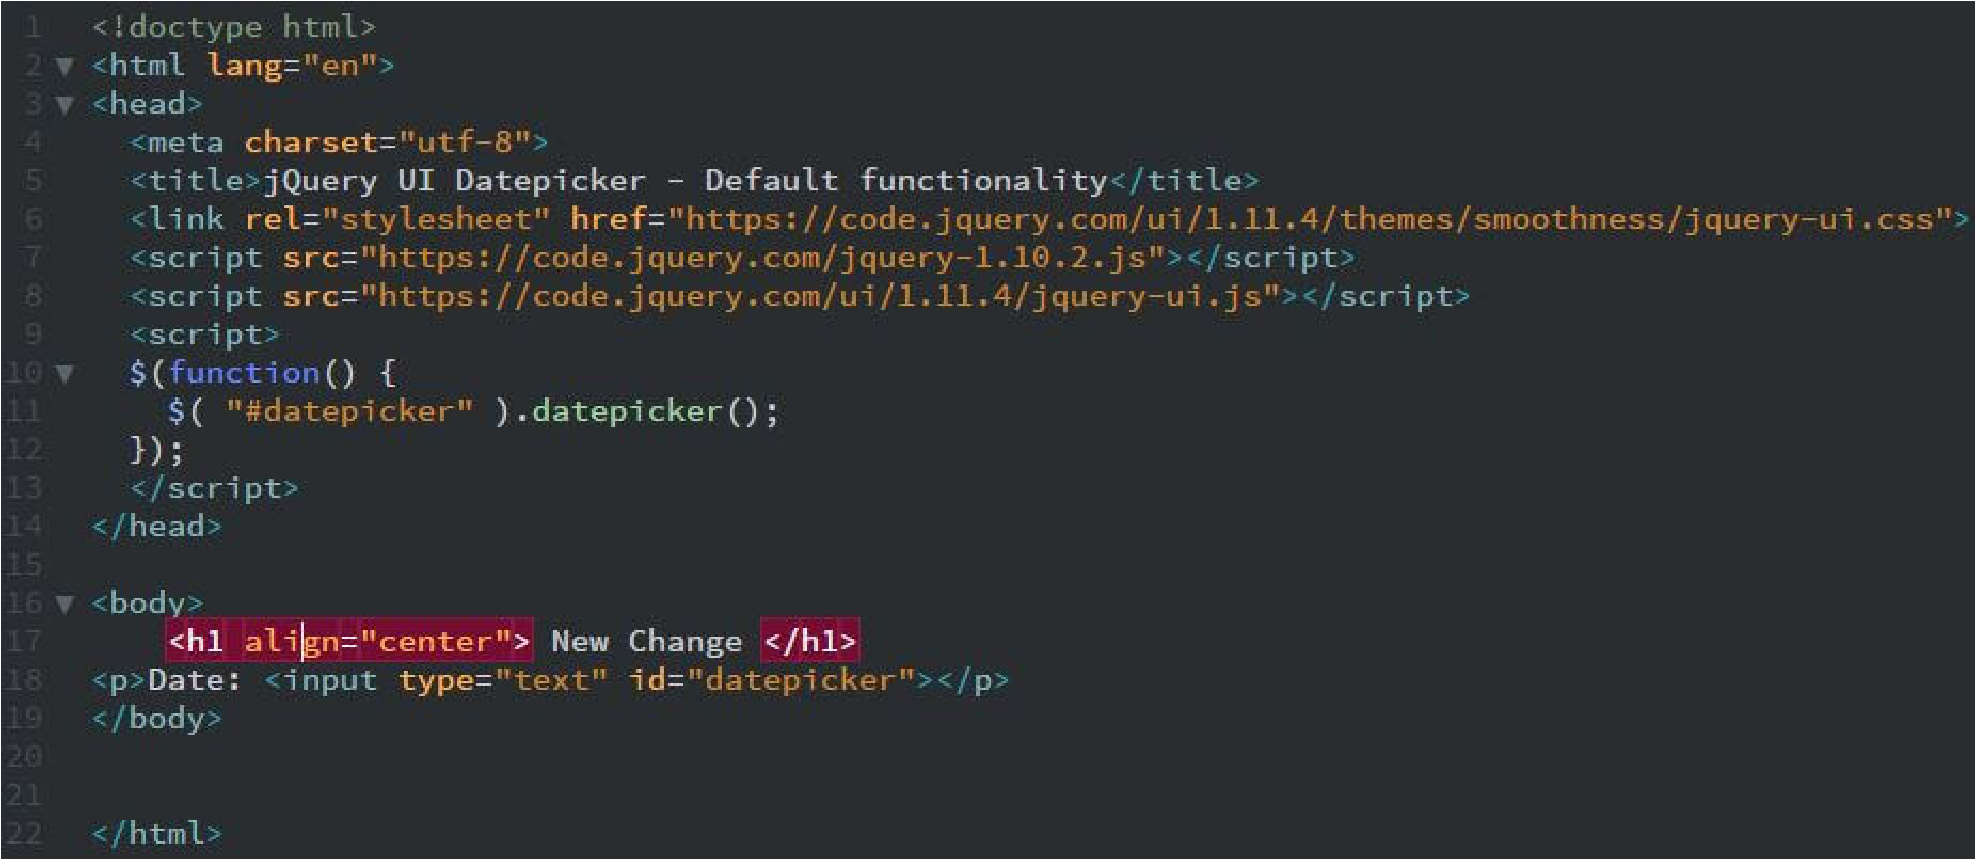 1 <!doctype html>
2 ▼ <html lang="en">
3 ▼ <head>
4 <meta charset="utf-8">
5 <title>jQuery UI Datepicker - Default functionality</title>
6 <link rel="stylesheet" href="https://code.jquery.com/ui/1.11.4/themes/smoothness/jquery-ui.css">
7 <script src="https://code.jquery.com/jquery-1.10.2.js"></script>
8 <script src="https://code.jquery.com/ui/1.11.4/jquery-ui.js"></script>
9 <script>
10 ▼ $(function() {
11 $( "#datepicker" ).datepicker();
12 });
13 </script>
14 </head>
15
16 ▼ <body>
17 <h1 align="center"> New Change </h1>
18 <p>Date: <input type="text" id="datepicker"></p>
19 </body>
20
21
22 </html>